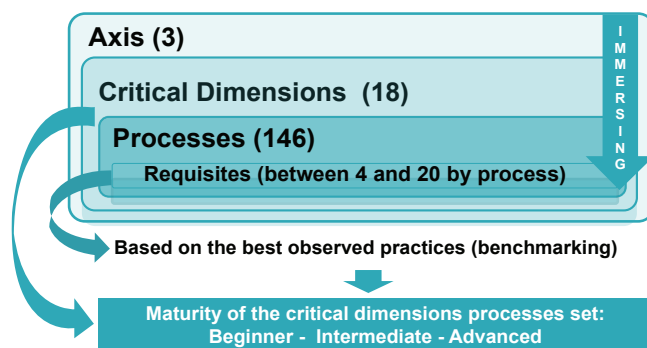 Axis (3)
IMMERSING
Critical Dimensions (18)
Processes (146)
Requisites (between 4 and 20 by process)
Based on the best observed practices (benchmarking)
Maturity of the critical dimensions processes set:
Beginner - Intermediate - Advanced